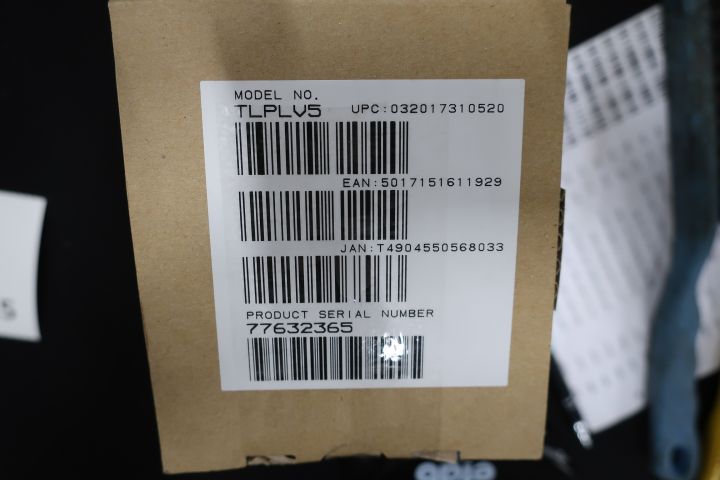 MODEL NO.
TLPLV5 UPC:032017310520
EAN:5017151611929
JAN:T4904550568033
PRODUCT SERIAL NUMBER
77632365